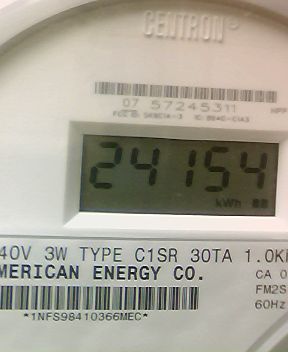 CENTRON®
07 57245311
24154
kWh
40V 3W TYPE C1SR 30TA 1.0K
MERICAN ENERGY CO.
CA 0
FM2S
60Hz
*1NFS98410366MEC*